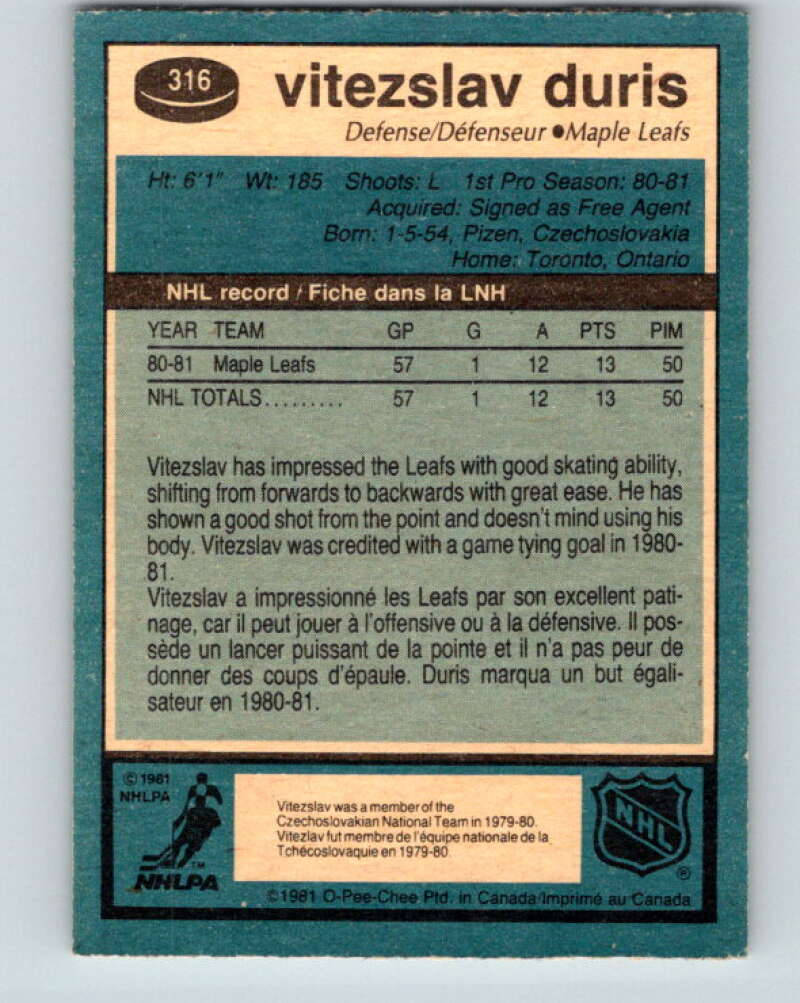 316
vitezslav duris
Defense/Défenseur ● Maple Leafs
Ht: 6'1" Wt: 185 Shoots: L 1st Pro Season: 80-81
Acquired: Signed as Free Agent
Born: 1-5-54, Pizen, Czechoslovakia
Home: Toronto, Ontario
NHL record / Fiche dans la LNH
YEAR TEAM GP G A PTS PIM
80-81 Maple Leafs 57 1 12 13 50
NHL TOTALS......... 57 1 12 13 50
Vitezslav has impressed the Leafs with good skating ability,
shifting from forwards to backwards with great ease. He has
shown a good shot from the point and doesn't mind using his
body. Vitezslav was credited with a game tying goal in 1980-
81.
Vitezslav a impressionné les Leafs par son excellent pati-
nage, car il peut jouer à l'offensive ou à la défensive. Il pos-
sède un lancer puissant de la pointe et il n'a pas peur de
donner des coups d'épaule. Duris marqua un but égali-
sateur en 1980-81.
© 1981
NHLPA
TM
NHLPA
Vitezslav was a member of the
Czechoslovakian National Team in 1979-80.
Vitezlav fut membre de l'équipe nationale de la
Tchécoslovaquie en 1979-80.
NHL
®
©1981 O-Pee-Chee Ptd. in Canada/Imprimé au Canada